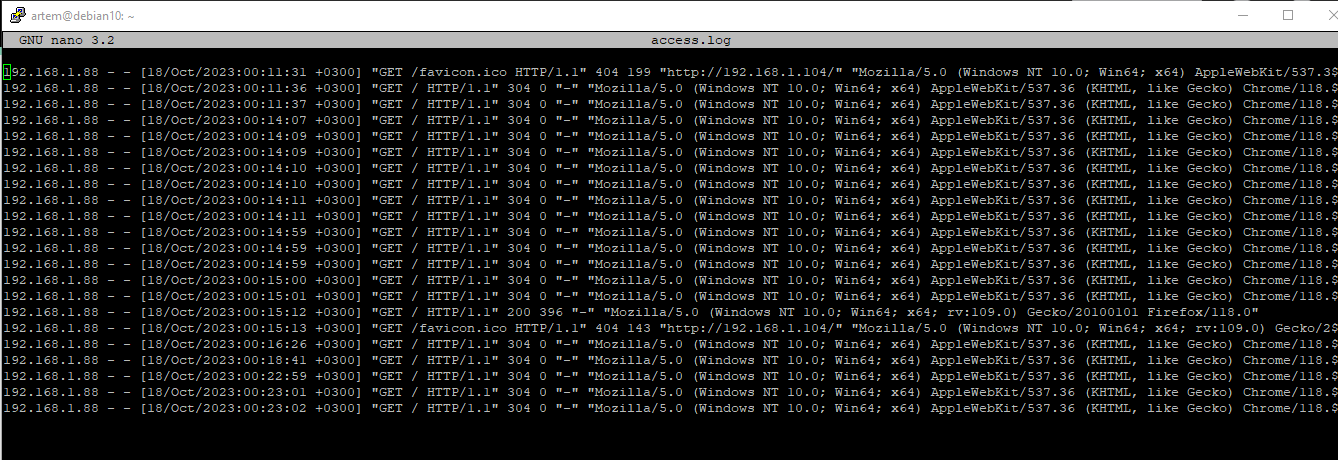 artem@debian10: ~
GNU nano 3.2 access.log
192.168.1.88 - - [18/Oct/2023:00:11:31 +0300] "GET /favicon.ico HTTP/1.1" 404 199 "http://192.168.1.104/" "Mozilla/5.0 (Windows NT 10.0; Win64; x64) AppleWebKit/537.3$
192.168.1.88 - - [18/Oct/2023:00:11:36 +0300] "GET / HTTP/1.1" 304 0 "-" "Mozilla/5.0 (Windows NT 10.0; Win64; x64) AppleWebKit/537.36 (KHTML, like Gecko) Chrome/118.$
192.168.1.88 - - [18/Oct/2023:00:11:37 +0300] "GET / HTTP/1.1" 304 0 "-" "Mozilla/5.0 (Windows NT 10.0; Win64; x64) AppleWebKit/537.36 (KHTML, like Gecko) Chrome/118.$
192.168.1.88 - - [18/Oct/2023:00:14:07 +0300] "GET / HTTP/1.1" 304 0 "-" "Mozilla/5.0 (Windows NT 10.0; Win64; x64) AppleWebKit/537.36 (KHTML, like Gecko) Chrome/118.$
192.168.1.88 - - [18/Oct/2023:00:14:09 +0300] "GET / HTTP/1.1" 304 0 "-" "Mozilla/5.0 (Windows NT 10.0; Win64; x64) AppleWebKit/537.36 (KHTML, like Gecko) Chrome/118.$
192.168.1.88 - - [18/Oct/2023:00:14:09 +0300] "GET / HTTP/1.1" 304 0 "-" "Mozilla/5.0 (Windows NT 10.0; Win64; x64) AppleWebKit/537.36 (KHTML, like Gecko) Chrome/118.$
192.168.1.88 - - [18/Oct/2023:00:14:10 +0300] "GET / HTTP/1.1" 304 0 "-" "Mozilla/5.0 (Windows NT 10.0; Win64; x64) AppleWebKit/537.36 (KHTML, like Gecko) Chrome/118.$
192.168.1.88 - - [18/Oct/2023:00:14:10 +0300] "GET / HTTP/1.1" 304 0 "-" "Mozilla/5.0 (Windows NT 10.0; Win64; x64) AppleWebKit/537.36 (KHTML, like Gecko) Chrome/118.$
192.168.1.88 - - [18/Oct/2023:00:14:11 +0300] "GET / HTTP/1.1" 304 0 "-" "Mozilla/5.0 (Windows NT 10.0; Win64; x64) AppleWebKit/537.36 (KHTML, like Gecko) Chrome/118.$
192.168.1.88 - - [18/Oct/2023:00:14:11 +0300] "GET / HTTP/1.1" 304 0 "-" "Mozilla/5.0 (Windows NT 10.0; Win64; x64) AppleWebKit/537.36 (KHTML, like Gecko) Chrome/118.$
192.168.1.88 - - [18/Oct/2023:00:14:59 +0300] "GET / HTTP/1.1" 304 0 "-" "Mozilla/5.0 (Windows NT 10.0; Win64; x64) AppleWebKit/537.36 (KHTML, like Gecko) Chrome/118.$
192.168.1.88 - - [18/Oct/2023:00:14:59 +0300] "GET / HTTP/1.1" 304 0 "-" "Mozilla/5.0 (Windows NT 10.0; Win64; x64) AppleWebKit/537.36 (KHTML, like Gecko) Chrome/118.$
192.168.1.88 - - [18/Oct/2023:00:14:59 +0300] "GET / HTTP/1.1" 304 0 "-" "Mozilla/5.0 (Windows NT 10.0; Win64; x64) AppleWebKit/537.36 (KHTML, like Gecko) Chrome/118.$
192.168.1.88 - - [18/Oct/2023:00:15:00 +0300] "GET / HTTP/1.1" 304 0 "-" "Mozilla/5.0 (Windows NT 10.0; Win64; x64) AppleWebKit/537.36 (KHTML, like Gecko) Chrome/118.$
192.168.1.88 - - [18/Oct/2023:00:15:01 +0300] "GET / HTTP/1.1" 304 0 "-" "Mozilla/5.0 (Windows NT 10.0; Win64; x64) AppleWebKit/537.36 (KHTML, like Gecko) Chrome/118.$
192.168.1.88 - - [18/Oct/2023:00:15:12 +0300] "GET / HTTP/1.1" 200 396 "-" "Mozilla/5.0 (Windows NT 10.0; Win64; x64; rv:109.0) Gecko/20100101 Firefox/118.0"
192.168.1.88 - - [18/Oct/2023:00:15:13 +0300] "GET /favicon.ico HTTP/1.1" 404 143 "http://192.168.1.104/" "Mozilla/5.0 (Windows NT 10.0; Win64; x64; rv:109.0) Gecko/2$
192.168.1.88 - - [18/Oct/2023:00:16:26 +0300] "GET / HTTP/1.1" 304 0 "-" "Mozilla/5.0 (Windows NT 10.0; Win64; x64) AppleWebKit/537.36 (KHTML, like Gecko) Chrome/118.$
192.168.1.88 - - [18/Oct/2023:00:18:41 +0300] "GET / HTTP/1.1" 304 0 "-" "Mozilla/5.0 (Windows NT 10.0; Win64; x64) AppleWebKit/537.36 (KHTML, like Gecko) Chrome/118.$
192.168.1.88 - - [18/Oct/2023:00:22:59 +0300] "GET / HTTP/1.1" 304 0 "-" "Mozilla/5.0 (Windows NT 10.0; Win64; x64) AppleWebKit/537.36 (KHTML, like Gecko) Chrome/118.$
192.168.1.88 - - [18/Oct/2023:00:23:01 +0300] "GET / HTTP/1.1" 304 0 "-" "Mozilla/5.0 (Windows NT 10.0; Win64; x64) AppleWebKit/537.36 (KHTML, like Gecko) Chrome/118.$
192.168.1.88 - - [18/Oct/2023:00:23:02 +0300] "GET / HTTP/1.1" 304 0 "-" "Mozilla/5.0 (Windows NT 10.0; Win64; x64) AppleWebKit/537.36 (KHTML, like Gecko) Chrome/118.$